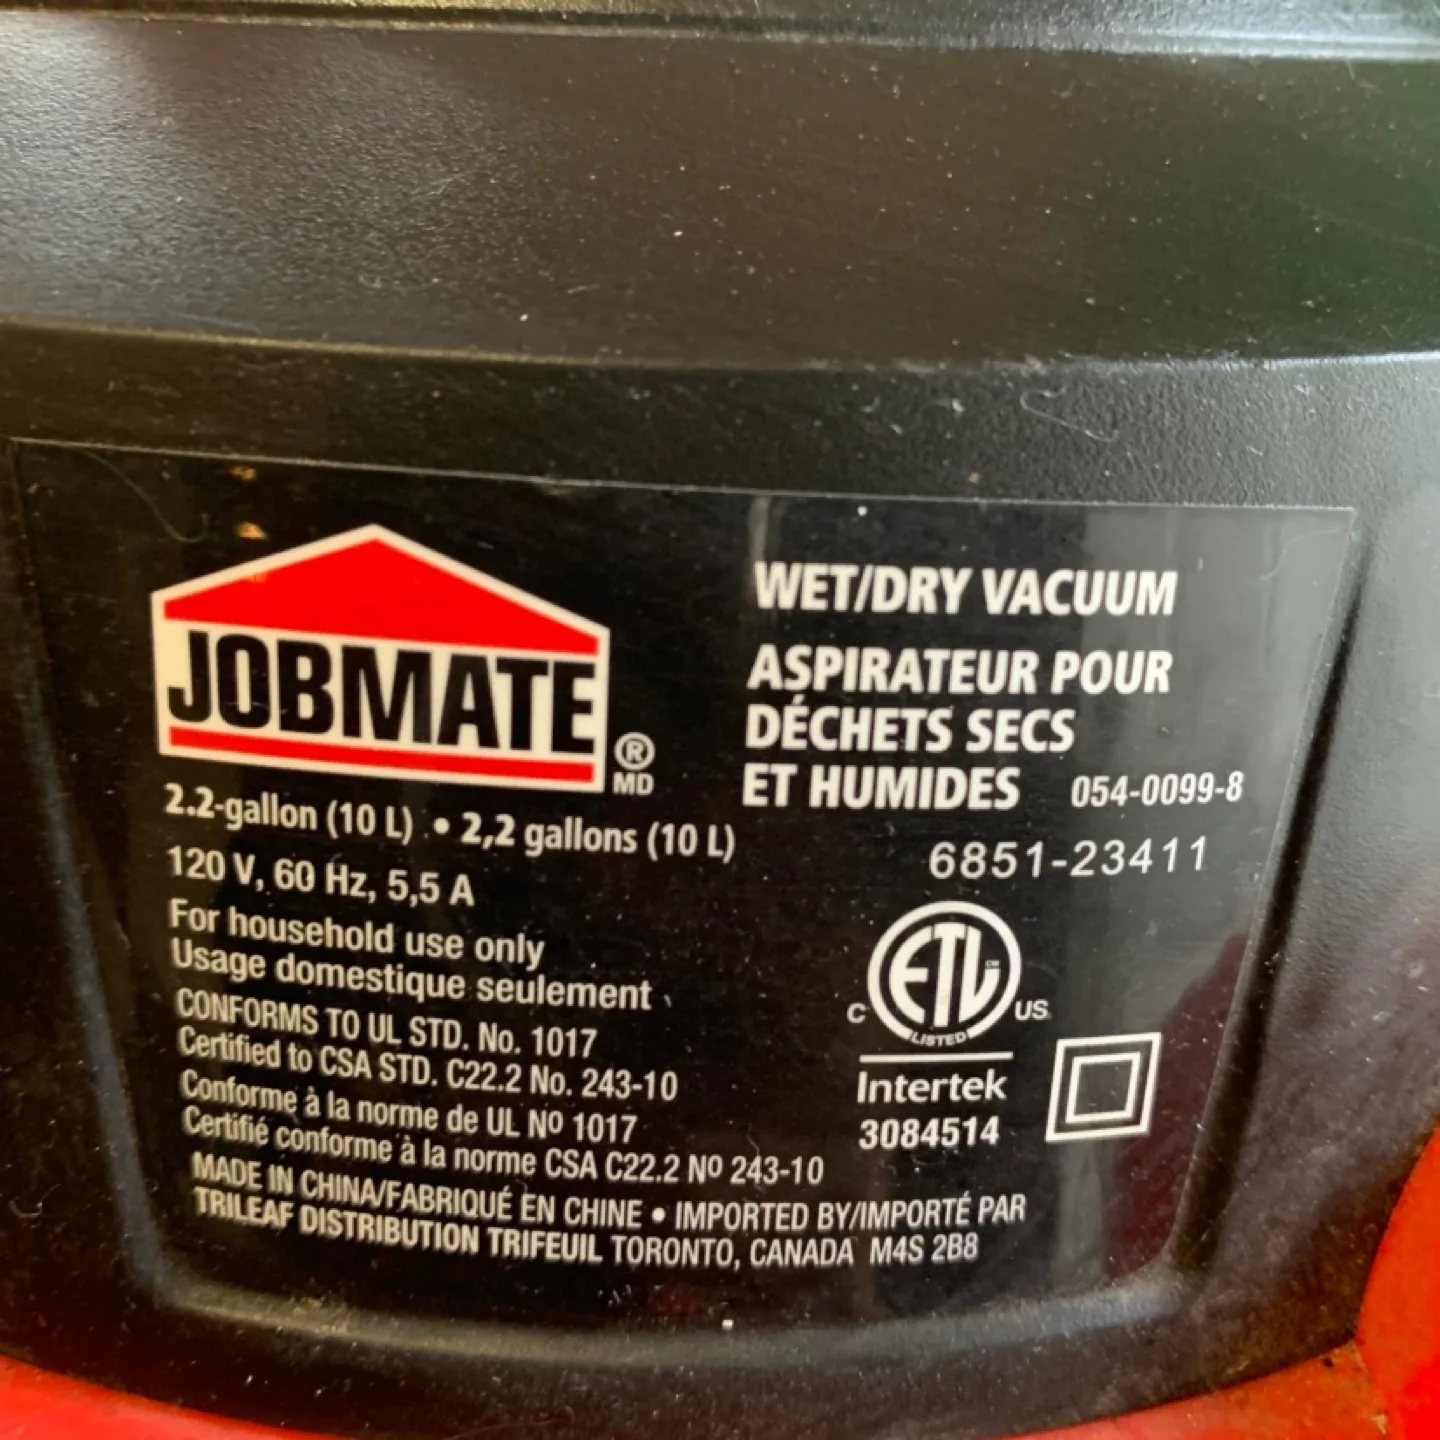 JOBMATE
®
MD
WET/DRY VACUUM
ASPIRATEUR POUR
DÉCHETS SECS
ET HUMIDES 054-0099-8
6851-23411
2.2-gallon (10 L) • 2,2 gallons (10 L)
120 V, 60 Hz, 5,5 A
For household use only
Usage domestique seulement
CONFORMS TO UL STD. No. 1017
Certified to CSA STD. C22.2 No. 243-10
Conforme à la norme de UL Nº 1017
Certifié conforme à la norme CSA C22.2 Nº 243-10
MADE IN CHINA/FABRIQUÉ EN CHINE • IMPORTED BY/IMPORTÉ PAR
TRILEAF DISTRIBUTION TRIFEUIL TORONTO, CANADA M4S 2B8
ETL
C US
LISTED
Intertek
3084514